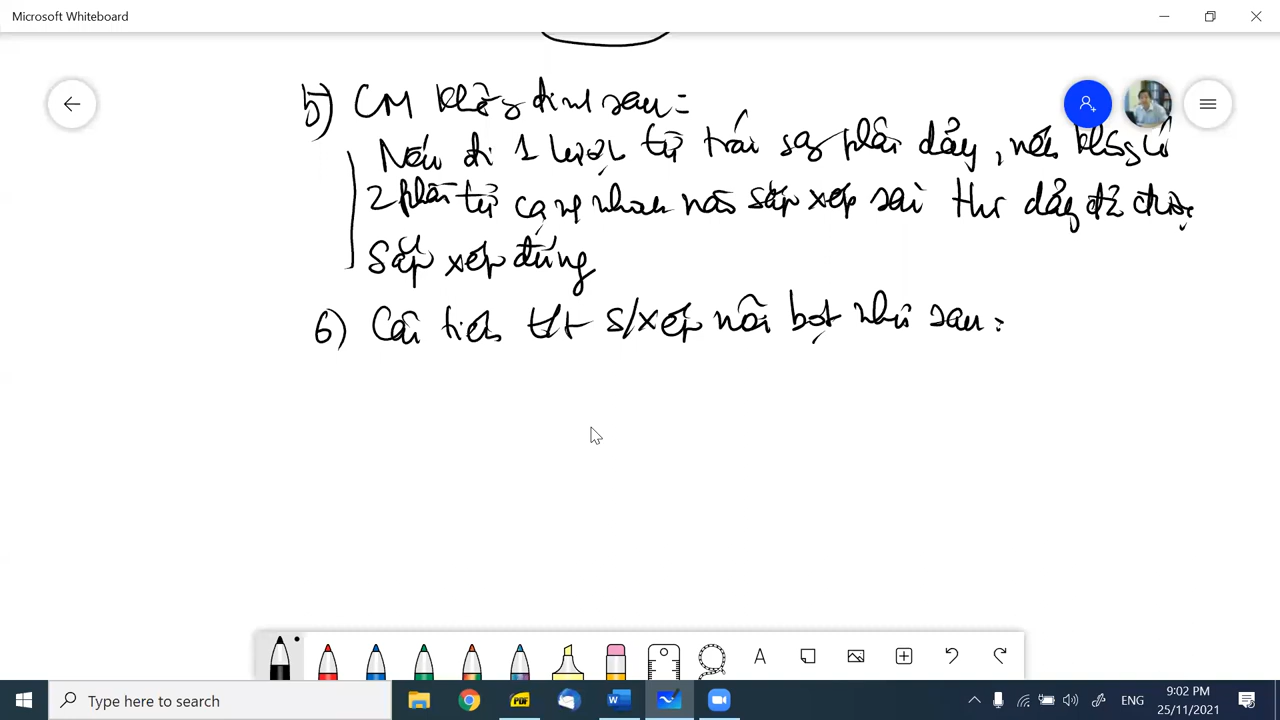 Microsoft Whiteboard
5) CM khẳng định sau:
Nếu đi 1 lượt từ trái sang phải dãy, nếu không có
2 phần tử cạnh nhau nào sắp xếp sai thì dãy đã được
sắp xếp đúng
6) Cải tiến t/t s/xếp nổi bọt như sau:
Type here to search
ENG
9:02 PM
25/11/2021